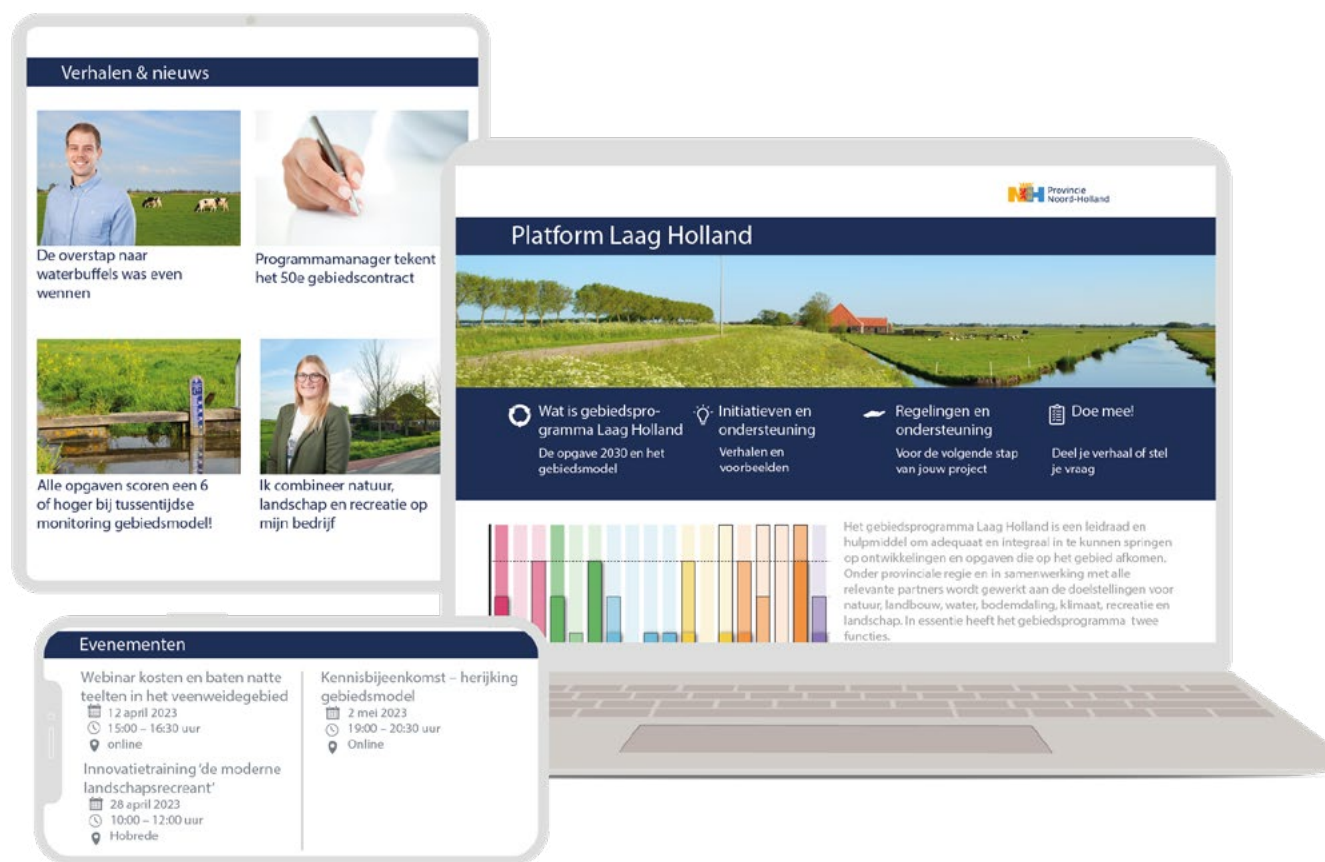 Verhalen & nieuws
De overstap naar
waterbuffels was even
wennen
Programmamanager tekent
het 50e gebiedscontract
Alle opgaven scoren een 6
of hoger bij tussentijdse
monitoring gebiedsmodel!
Ik combineer natuur,
landschap en recreatie op
mijn bedrijf
NH
Provincie
Noord-Holland
Platform Laag Holland
Wat is gebiedspro-
gramma Laag Holland
De opgave 2030 en het
gebiedsmodel
Initiatieven en
ondersteuning
Verhalen en
voorbeelden
Regelingen en
ondersteuning
Voor de volgende stap
van jouw project
Doe mee!
Deel je verhaal of stel
je vraag
Het gebiedsprogramma Laag Holland is een leidraad en
hulpmiddel om adequaat en integraal in te kunnen springen
op ontwikkelingen en opgaven die op het gebied afkomen.
Onder provinciale regie en in samenwerking met alle
relevante partners wordt gewerkt aan de doelstellingen voor
natuur, landbouw, water, bodemdaling, klimaat, recreatie en
landschap. In essentie heeft het gebiedsprogramma twee
functies.
Evenementen
Webinar kosten en baten natte
teelten in het veenweidegebied
12 april 2023
15:00 – 16:30 uur
online
Innovatietraining 'de moderne
landschapsrecreant'
28 april 2023
10:00 – 12:00 uur
Hobrede
Kennisbijeenkomst – herijking
gebiedsmodel
2 mei 2023
19:00 – 20:30 uur
Online